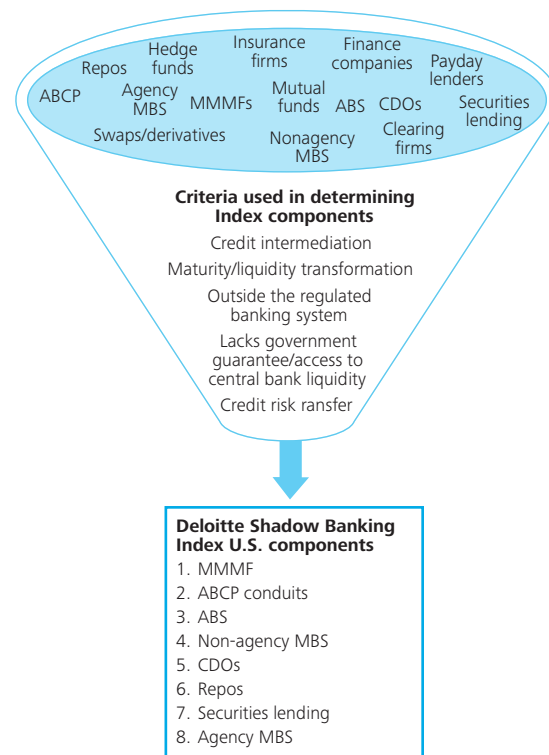 Repos
Hedge
funds
Insurance
firms
Finance
companies
Payday
lenders
ABCP
Agency
MBS
MMMFs
Mutual
funds
ABS
CDOs
Securities
lending
Swaps/derivatives
Nonagency
MBS
Clearing
firms
Criteria used in determining
Index components
Credit intermediation
Maturity/liquidity transformation
Outside the regulated
banking system
Lacks government
guarantee/access to
central bank liquidity
Credit risk ransfer
Deloitte Shadow Banking
Index U.S. components
1. MMMF
2. ABCP conduits
3. ABS
4. Non-agency MBS
5. CDOs
6. Repos
7. Securities lending
8. Agency MBS